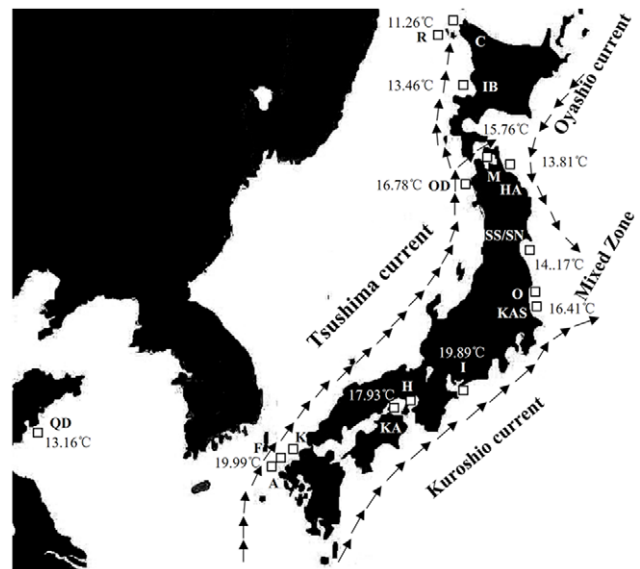 11.26℃
R
C
13.46℃
IB
Oyashio current
15.76℃
M
13.81℃
HA
16.78℃ OD
SS/SN
14..17℃
Mixed Zone
Tsushima current
O
KAS
16.41℃
19.89℃
I
H
17.93℃
KA
Kuroshio current
QD
13.16℃
F
K
19.99℃
A